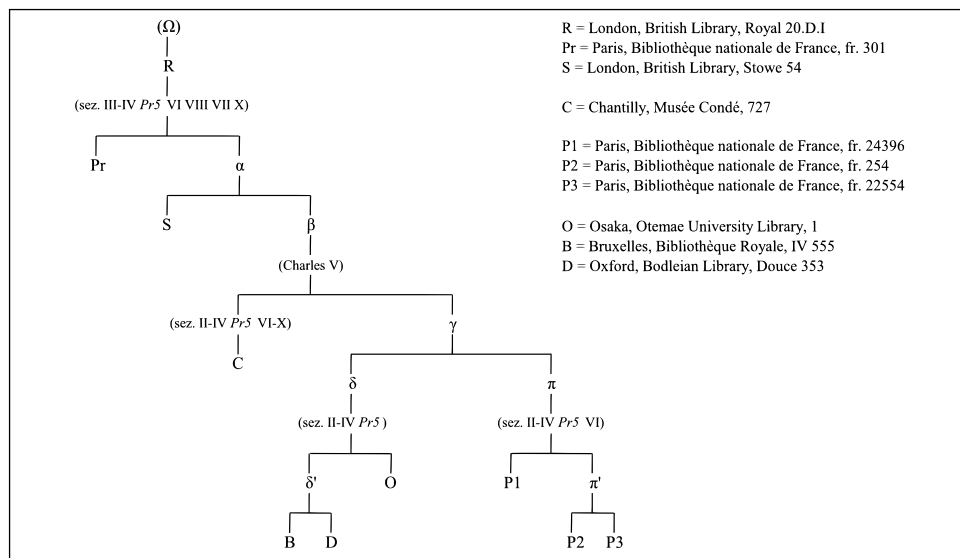 (Ω)
R
(sez. III-IV Pr5 VI VIII VII X)
Pr α
S β
(Charles V)
(sez. II-IV Pr5 VI-X) γ
C
δ π
(sez. II-IV Pr5 ) (sez. II-IV Pr5 VI)
δ' O P1 π'
B D P2 P3
R = London, British Library, Royal 20.D.I
Pr = Paris, Bibliothèque nationale de France, fr. 301
S = London, British Library, Stowe 54
C = Chantilly, Musée Condé, 727
P1 = Paris, Bibliothèque nationale de France, fr. 24396
P2 = Paris, Bibliothèque nationale de France, fr. 254
P3 = Paris, Bibliothèque nationale de France, fr. 22554
O = Osaka, Otemae University Library, 1
B = Bruxelles, Bibliothèque Royale, IV 555
D = Oxford, Bodleian Library, Douce 353